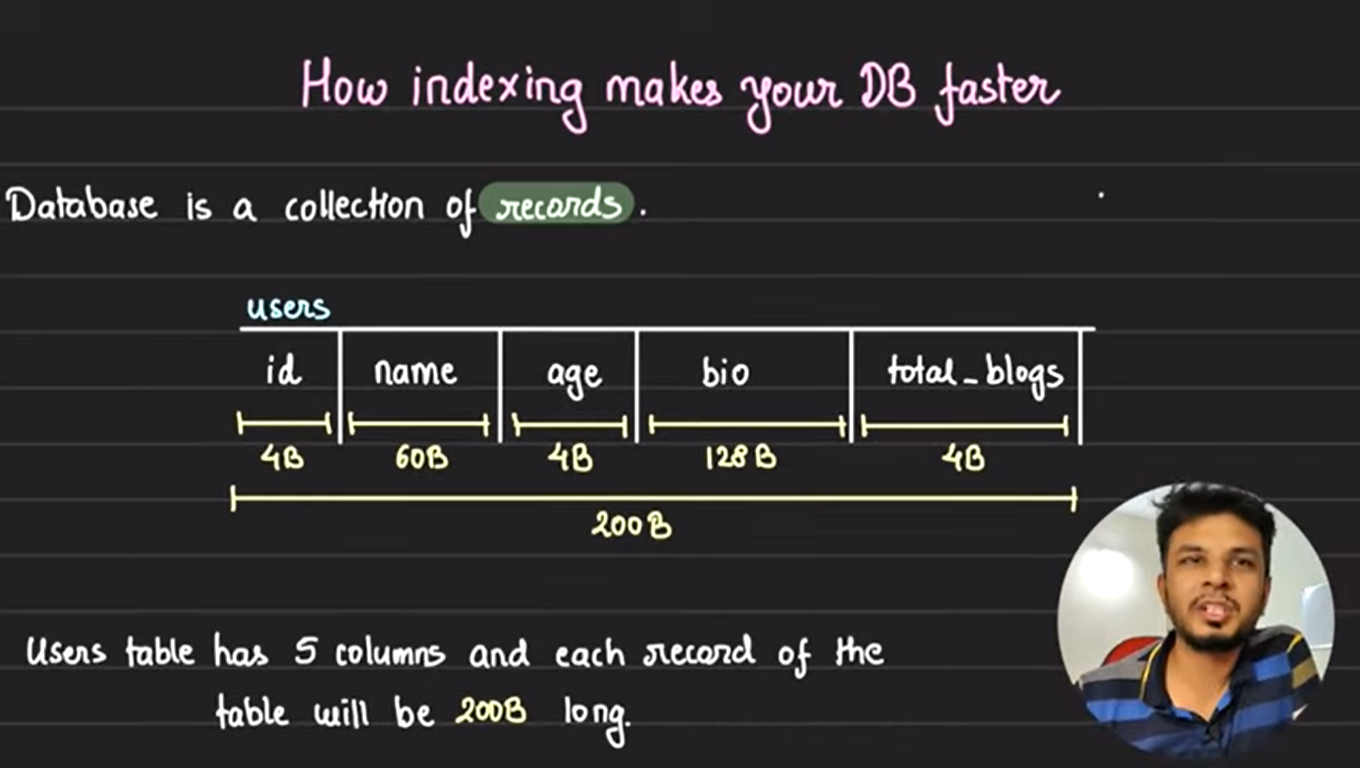 How indexing makes your DB faster
Database is a collection of records.
users
id name age bio total_blogs
4B 60B 4B 128B 4B
200B
Users table has 5 columns and each record of the
table will be 200B long.